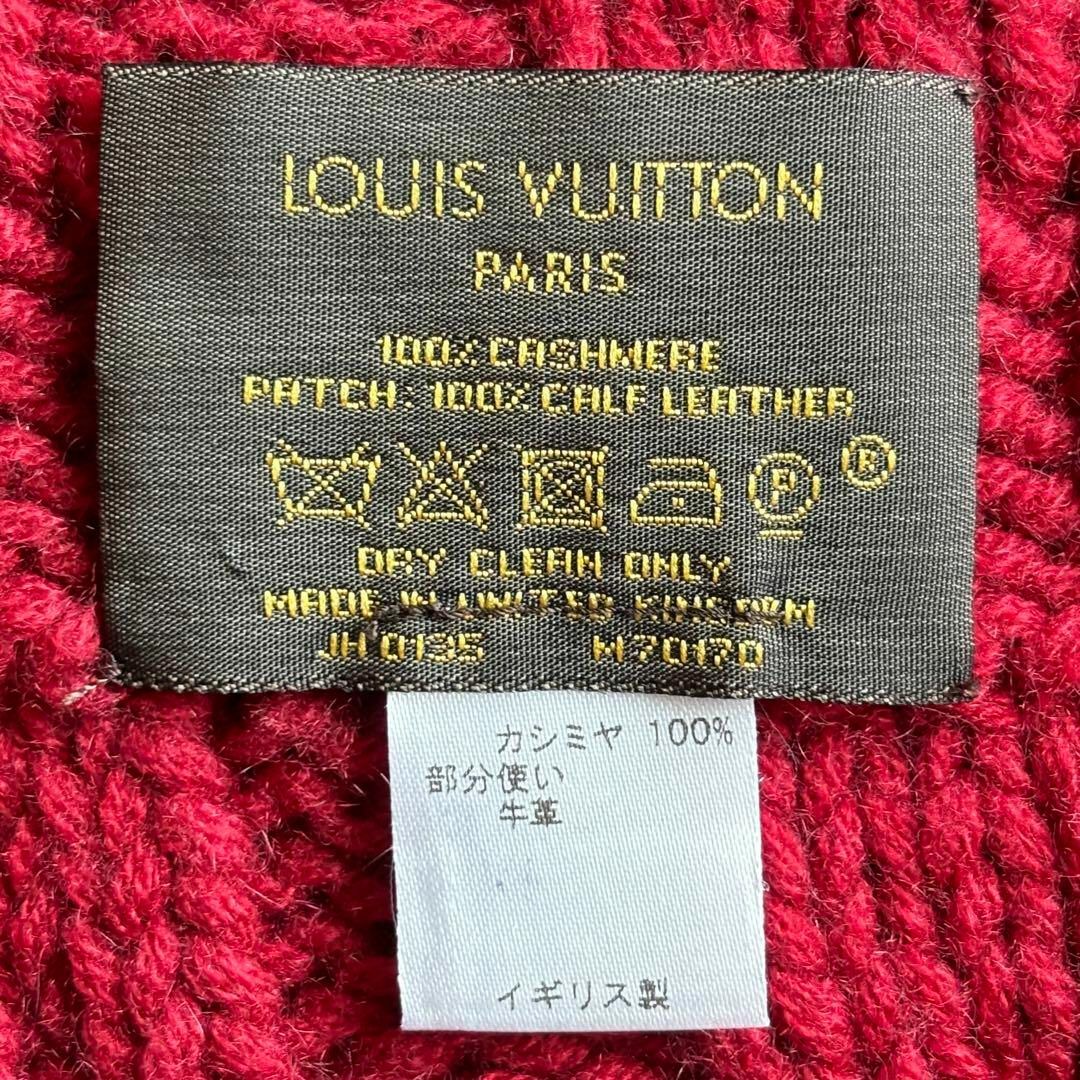 LOUIS VUITTON
PARIS
100% CASHMERE
PATCH: 100% CALF LEATHER
P ®
DRY CLEAN ONLY
MADE IN UNITED KINGDOM
JH0135 M70170
カシミヤ 100%
部分使い
牛革
イギリス製